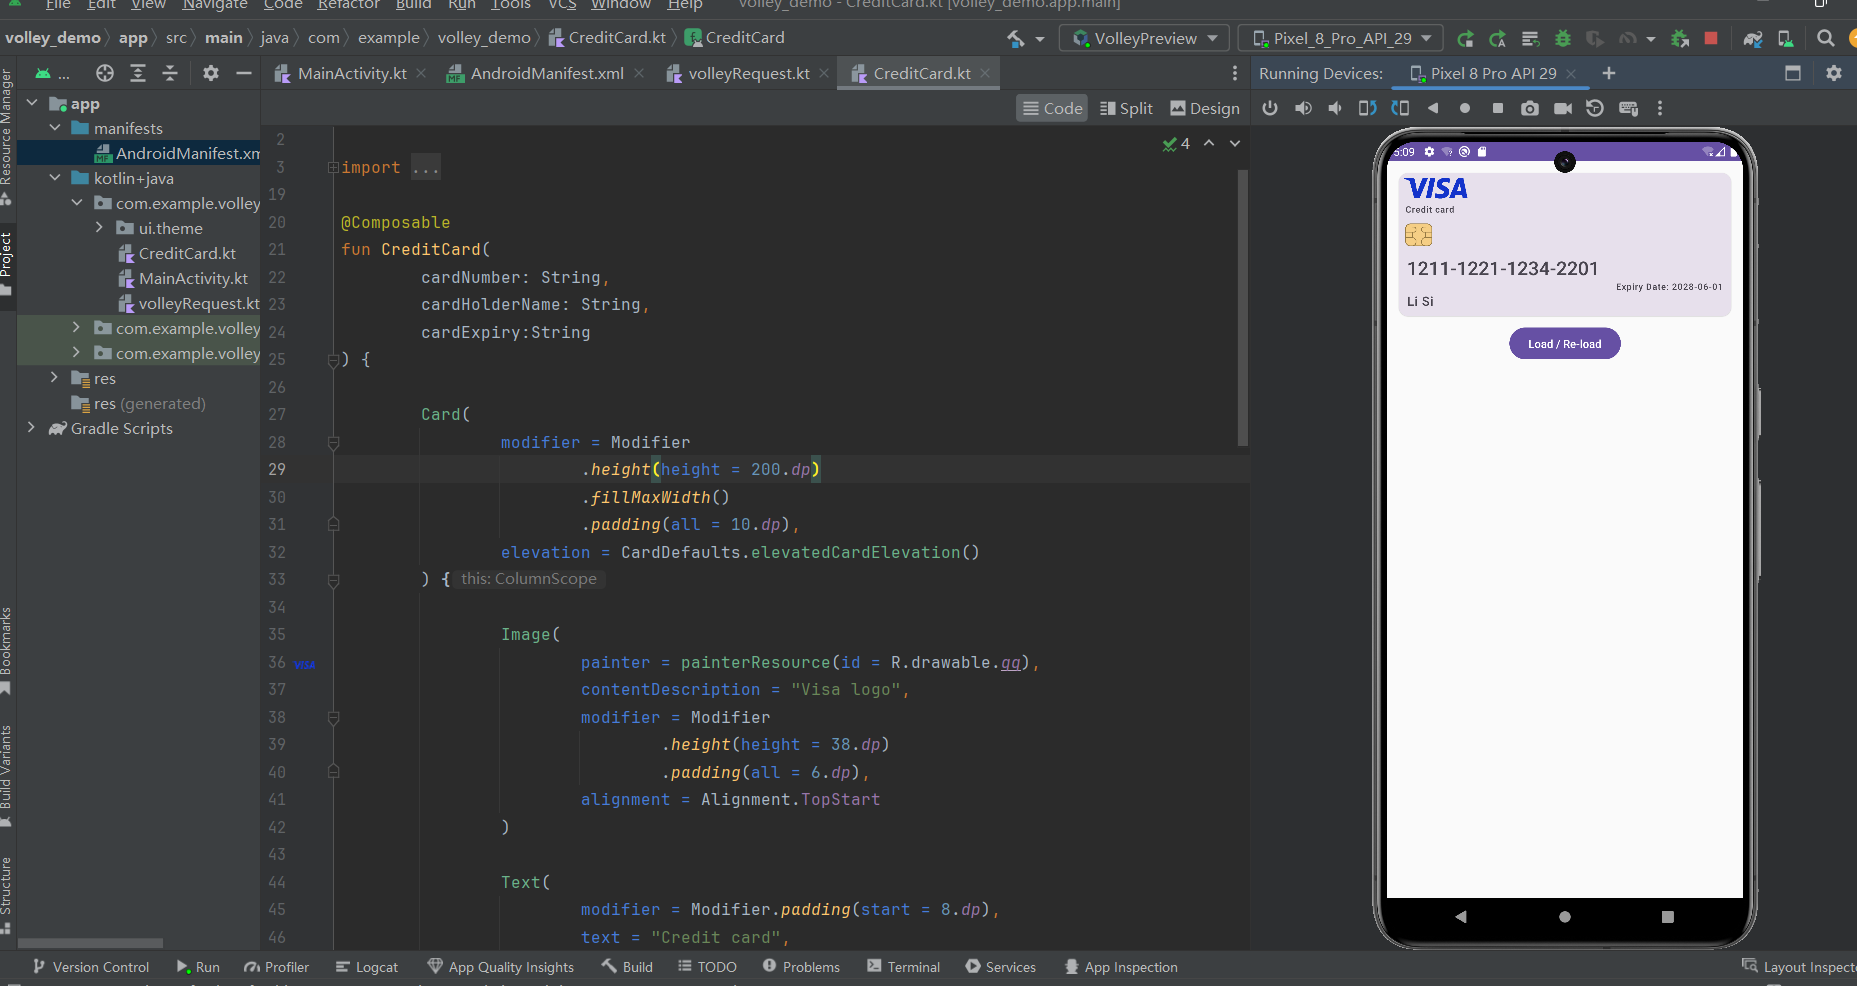 File Edit View Navigate Code Refactor Build Run Tools VCS Window Help volley_demo - CreditCard.kt [volley_demo.app.main]
volley_demo app src main java com example volley_demo CreditCard.kt CreditCard VolleyPreview Pixel_8_Pro_API_29
... MainActivity.kt AndroidManifest.xml volleyRequest.kt CreditCard.kt Running Devices: Pixel 8 Pro API 29
Code Split Design
Resource Manager
Project
Bookmarks
Build Variants
Structure
app
manifests
AndroidManifest.xm
kotlin+java
com.example.volley
ui.theme
CreditCard.kt
MainActivity.kt
volleyRequest.kt
com.example.volley
com.example.volley
res
res (generated)
Gradle Scripts
4
2
3 import ...
19
20 @Composable
21 fun CreditCard(
22 cardNumber: String,
23 cardHolderName: String,
24 cardExpiry:String
25 ) {
26
27 Card(
28 modifier = Modifier
29 .height(height = 200.dp)
30 .fillMaxWidth()
31 .padding(all = 10.dp),
32 elevation = CardDefaults.elevatedCardElevation()
33 ) { this: ColumnScope
34
35 Image(
36 VISA painter = painterResource(id = R.drawable.qq),
37 contentDescription = "Visa logo",
38 modifier = Modifier
39 .height(height = 38.dp)
40 .padding(all = 6.dp),
41 alignment = Alignment.TopStart
42 )
43
44 Text(
45 modifier = Modifier.padding(start = 8.dp),
46 text = "Credit card",
5:09
VISA
Credit card
1211-1221-1234-2201
Expiry Date: 2028-06-01
Li Si
Load / Re-load
Version Control Run Profiler Logcat App Quality Insights Build TODO Problems Terminal Services App Inspection Layout Inspect